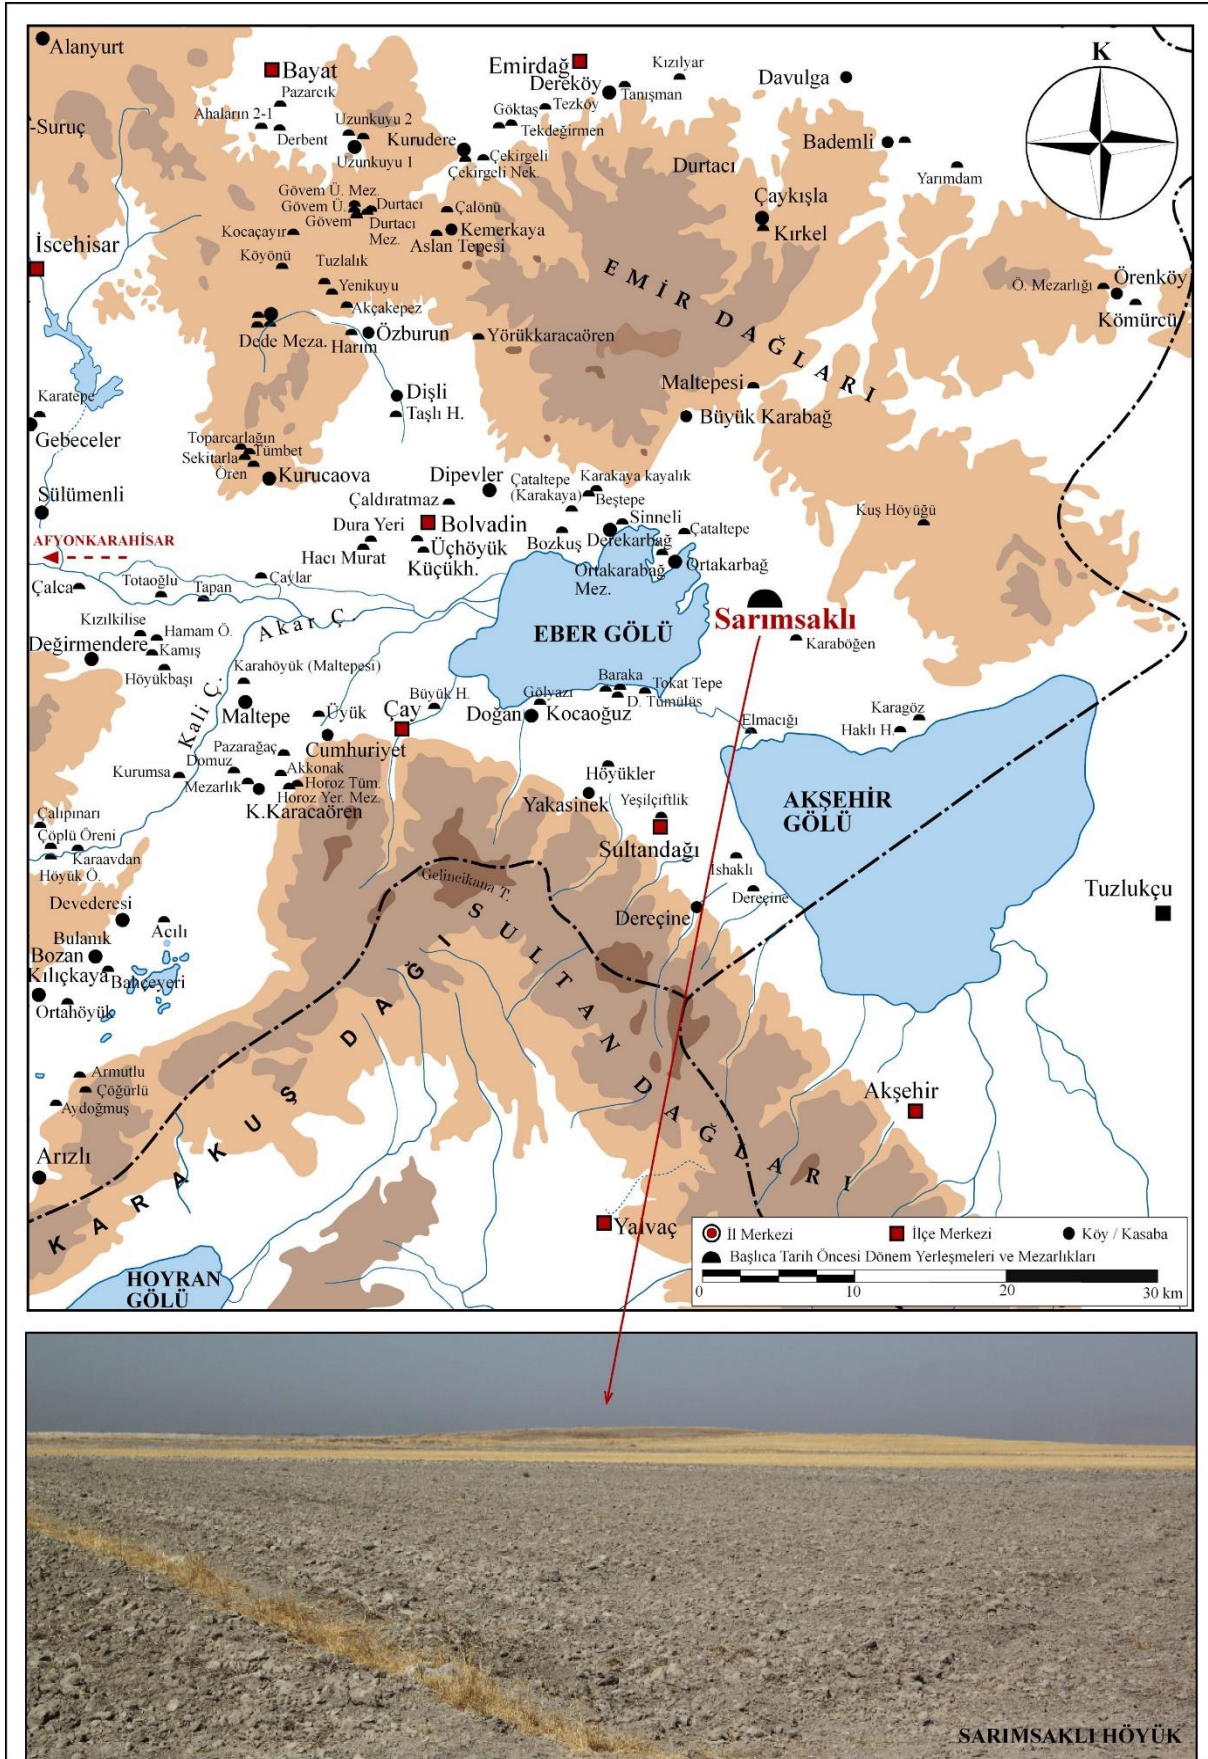 Alanyurt
Bayat
Pazarcık
Ahaların 2-1
Derbent
Uzunkuyu 2
Uzunkuyu 1
Kurudere
Emirdağ
Dereköy
Kızılyar
Tanışman
Tezköy
Göktaş
Tekdeğirmen
Çekirgeli
Çekirgeli Nek.
Davulga
Bademli
Yarımdam
K
-Suruç
Durtacı
Çaykışla
Kırkel
Gövem Ü. Mez.
Gövem Ü.
Gövem
Durtacı
Durtacı
Mez.
Çalönü
Kemerkaya
Aslan Tepesi
Kocaçayır
Köyönü
İscehisar
Tuzlalık
Yenikuyu
Akçakepez
Dede Meza.
Harım
Özburun
Yörükkaracaören
EMİR DAĞLARI
Ö. Mezarlığı
Örenköy
Kömürcü
Maltepesi
Büyük Karabağ
Dişli
Taşlı H.
Karatepe
Gebeceler
Toparcarlağın
Tümbet
Sekitarla
Ören
Kurucaova
Sülümenli
Dipevler
Çaldıratmaz
Çataltepe
(Karakaya)
Karakaya kayalık
Beştepe
Kuş Höyüğü
Dura Yeri
Bolvadin
Hacı Murat
Üçhöyük
Küçükh.
Bozkuş
Sinneli
Derekarbağ
Çataltepe
Ortakarabağ
Mez.
Ortakarbağ
AFYONKARAHİSAR
Çalca
Totaoğlu
Tapan
Çaylar
Akar Ç.
EBER GÖLÜ
Sarımsaklı
Karaböğen
Kızılkilise
Hamam Ö.
Değirmendere
Kamış
Höyükbaşı
Karahöyük (Maltepesi)
Maltepe
Kali Ç.
Üyük
Cumhuriyet
Büyük H.
Çay
Gölyazı
Doğan
Kocaoğuz
Baraka
Tokat Tepe
D. Tümülüs
Elmacığı
Karagöz
Haklı H.
Pazarağaç
Domuz
Kurumsa
Mezarlık
Akkonak
Horoz Tüm.
Horoz Yer. Mez.
K.Karacaören
Höyükler
Yakasinek
Yeşilçiftlik
Sultandağı
AKŞEHİR
GÖLÜ
Çalıpınarı
Çöplü Öreni
Karaavdan
Höyük Ö.
İshaklı
Dereçine
Dereçine
Tuzlukçu
Gelincikana T.
Devederesi
Acılı
Bulanık
Bozan
Kılıçkaya
Bahçeyeri
Ortahöyük
SULTAN DAĞLARI
KARAKUŞ DAĞI
Armutlu
Çöğürlü
Aydoğmuş
Arızlı
Akşehir
Yalvaç
HOYRAN
GÖLÜ
İl Merkezi
İlçe Merkezi
Köy / Kasaba
Başlıca Tarih Öncesi Dönem Yerleşmeleri ve Mezarlıkları
0 10 20 30 km
SARIMSAKLI HÖYÜK